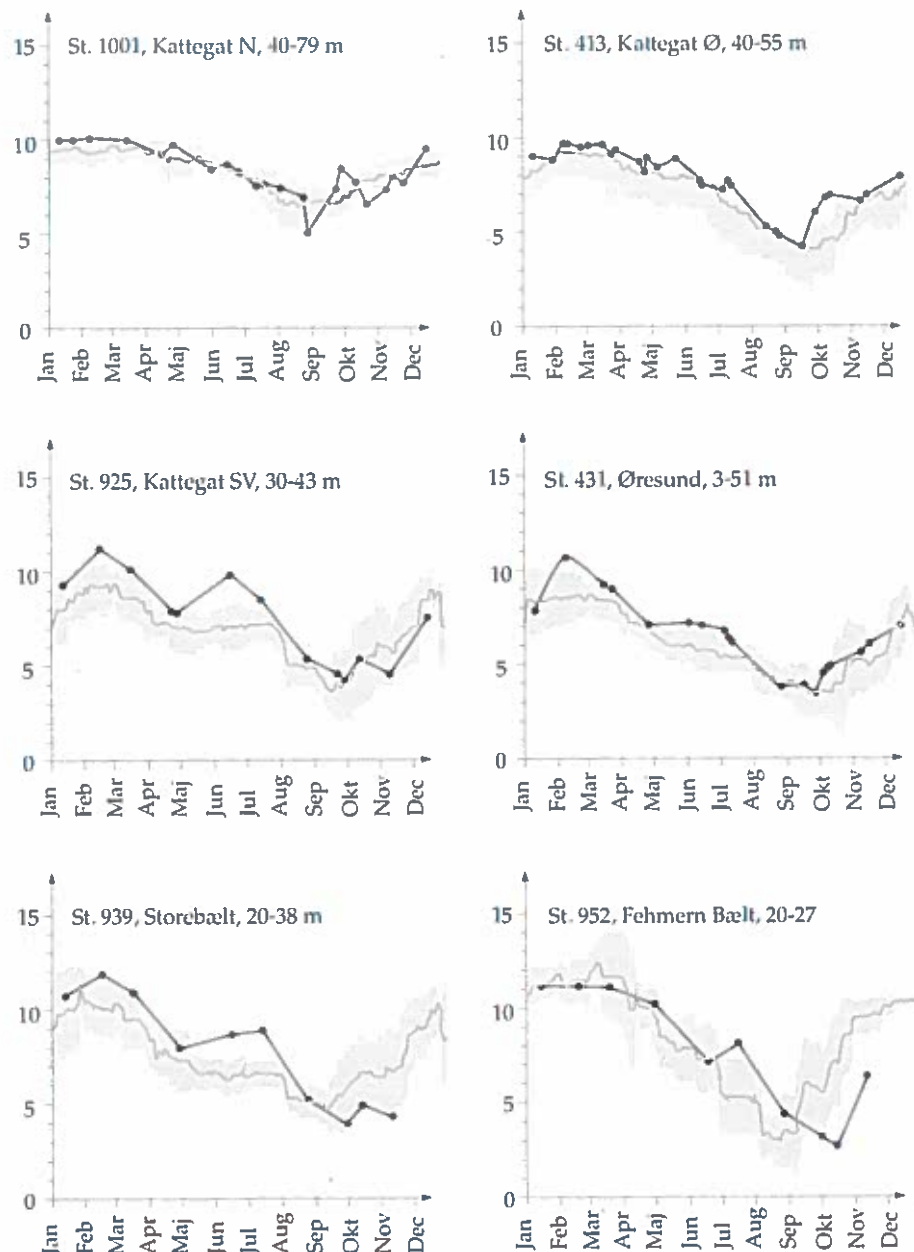 St. 1001, Kattegat N, 40-79 m
15
10
5
0
Jan Feb Mar Apr Maj Jun Jul Aug Sep Okt Nov Dec
St. 413, Kattegat Ø, 40-55 m
15
10
5
0
Jan Feb Mar Apr Maj Jun Jul Aug Sep Okt Nov Dec
St. 925, Kattegat SV, 30-43 m
15
10
5
0
Jan Feb Mar Apr Maj Jun Jul Aug Sep Okt Nov Dec
St. 431, Øresund, 3-51 m
15
10
5
0
Jan Feb Mar Apr Maj Jun Jul Aug Sep Okt Nov Dec
St. 939, Storebælt, 20-38 m
15
10
5
0
Jan Feb Mar Apr Maj Jun Jul Aug Sep Okt Nov Dec
St. 952, Fehmern Bælt, 20-27
15
10
5
0
Jan Feb Mar Apr Maj Jun Jul Aug Sep Okt Nov Dec